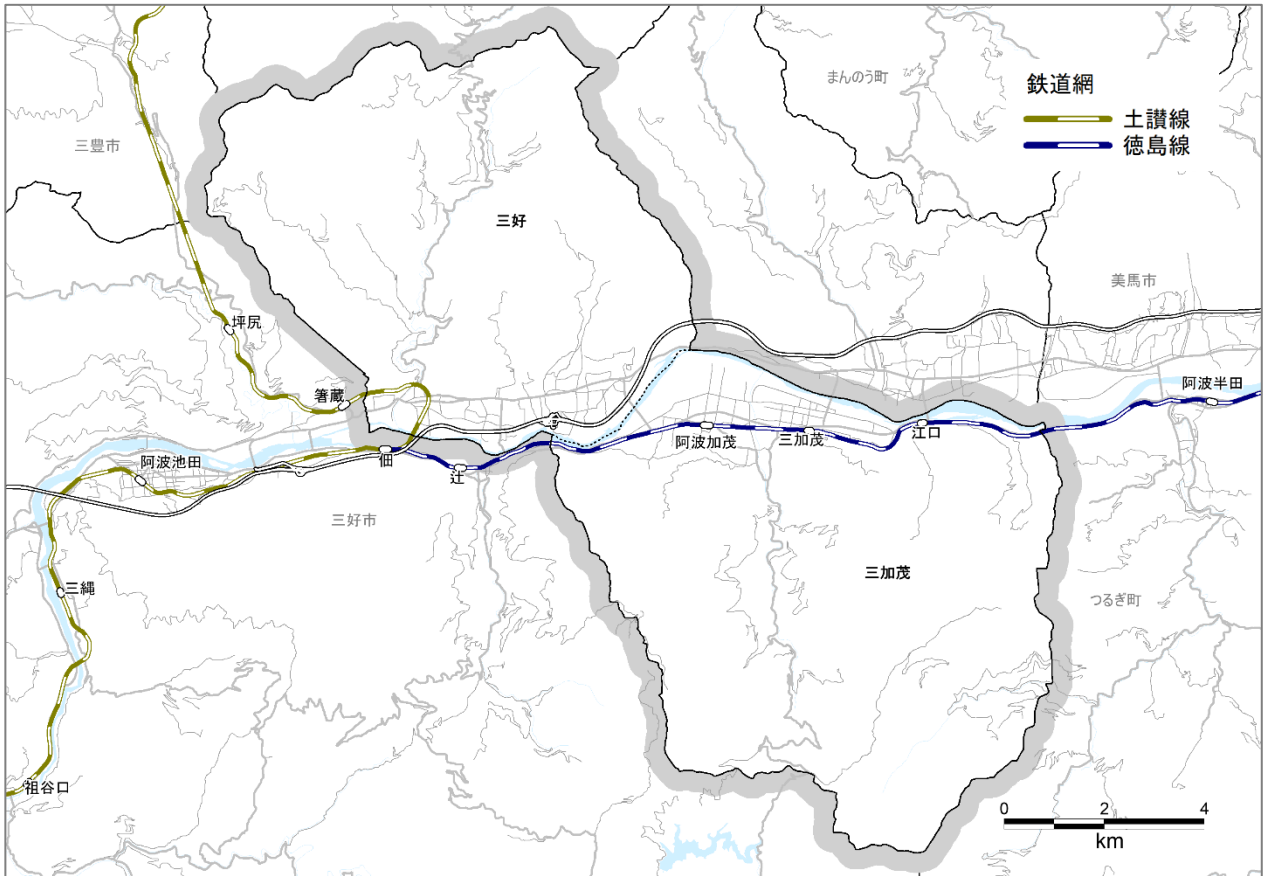 まんのう町
鉄道網
土讃線
徳島線
三豊市
三好
美馬市
坪尻
箸蔵
阿波半田
阿波加茂
三加茂
江口
佃
辻
阿波池田
三好市
三縄
三加茂
つるぎ町
祖谷口
0 2 4
km